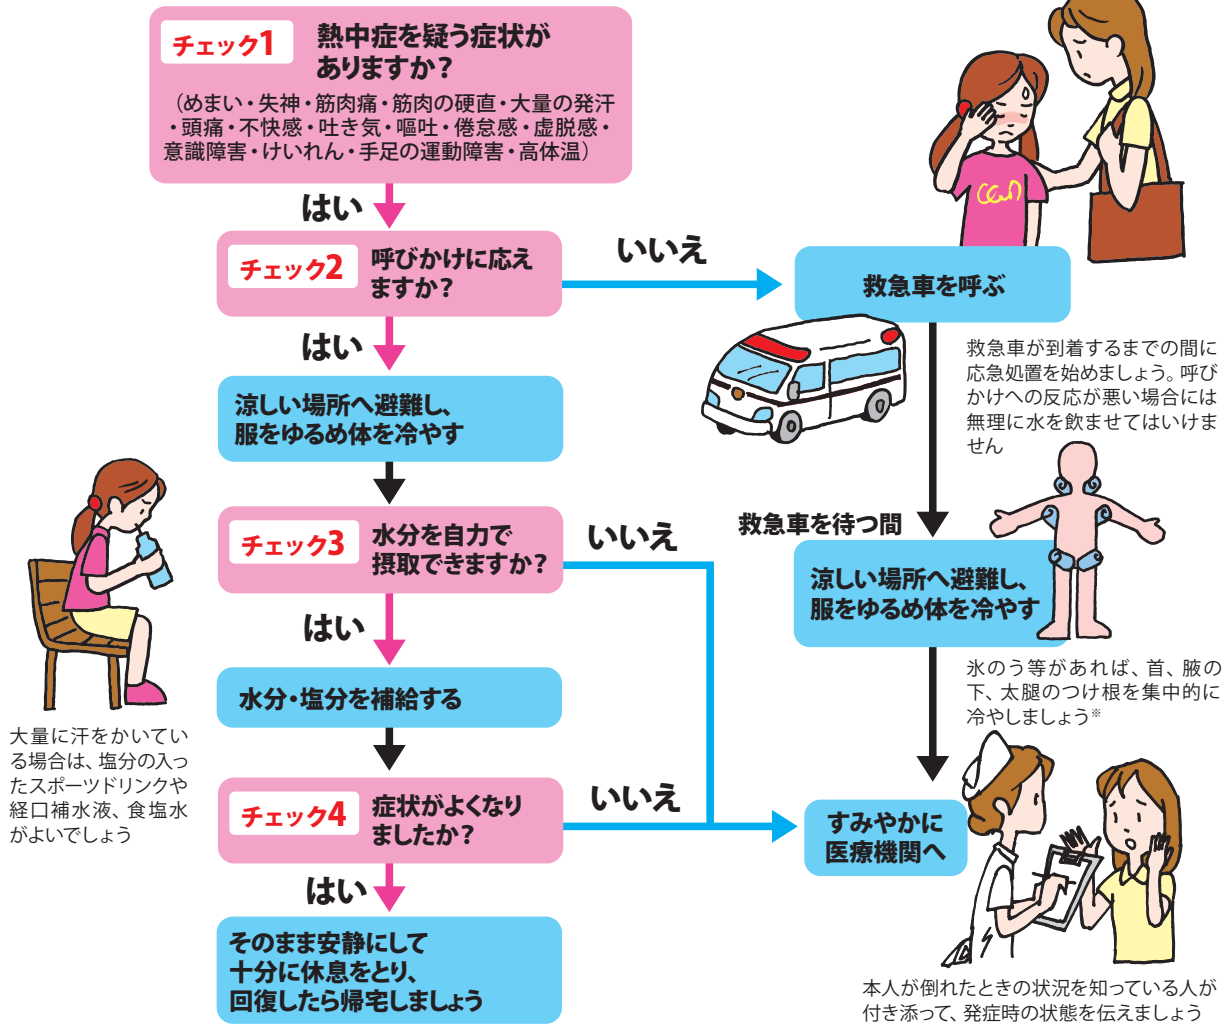 チェック1
熱中症を疑う症状が
ありますか？
（めまい・失神・筋肉痛・筋肉の硬直・大量の発汗
・頭痛・不快感・吐き気・嘔吐・倦怠感・虚脱感・
意識障害・けいれん・手足の運動障害・高体温）
はい
チェック2
呼びかけに応え
ますか？
いいえ
救急車を呼ぶ
救急車が到着するまでの間に
応急処置を始めましょう。呼び
かけへの反応が悪い場合には
無理に水を飲ませてはいけま
せん
はい
涼しい場所へ避難し、
服をゆるめ体を冷やす
チェック3
水分を自力で
摂取できますか？
いいえ
救急車を待つ間
涼しい場所へ避難し、
服をゆるめ体を冷やす
氷のう等があれば、首、腋の
下、太腿のつけ根を集中的に
冷やしましょう※
はい
水分・塩分を補給する
大量に汗をかいてい
る場合は、塩分の入っ
たスポーツドリンクや
経口補水液、食塩水
がよいでしょう
チェック4
症状がよくなり
ましたか？
いいえ
すみやかに
医療機関へ
はい
そのまま安静にして
十分に休息をとり、
回復したら帰宅しましょう
本人が倒れたときの状況を知っている人が
付き添って、発症時の状態を伝えましょう